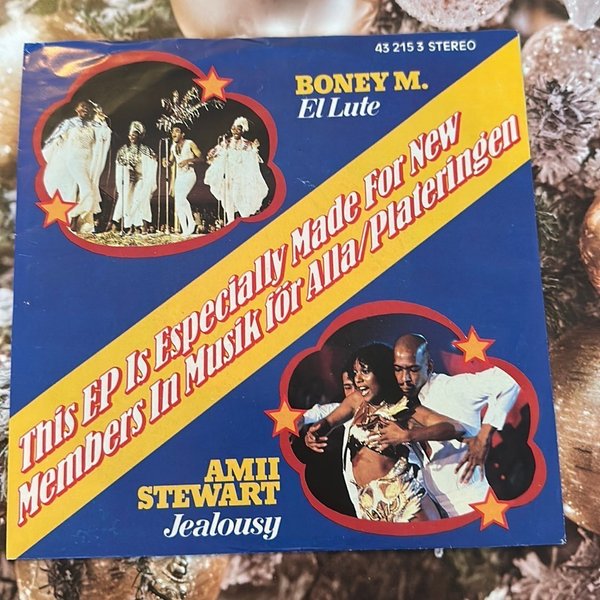 43 215 3 STEREO
BONEY M.
El Lute
This EP Is Especially Made For New
Members In Musik för Alla/Plateringen
AMII
STEWART
Jealousy